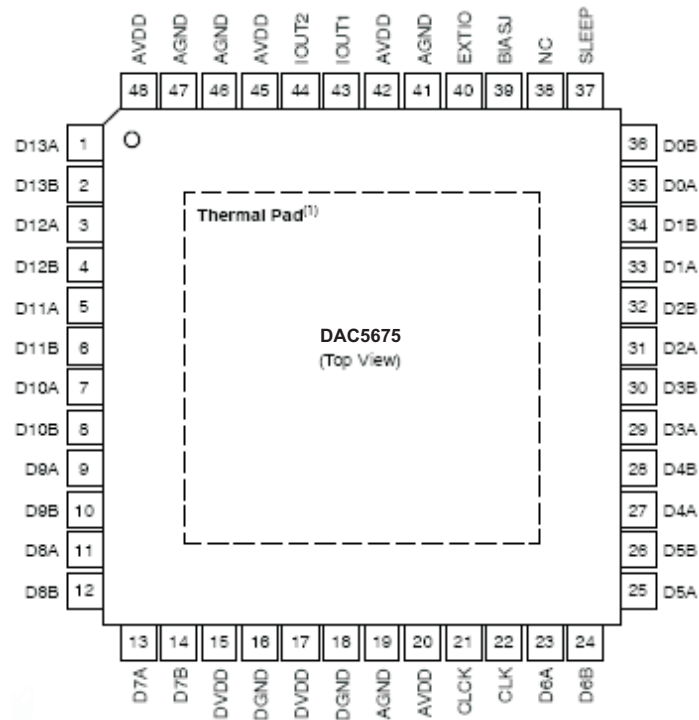 AVDD AGND AGND AVDD IOUT2 IOUT1 AVDD AGND EXTIO BIASJ NC SLEEP
48 47 46 45 44 43 42 41 40 39 38 37
D13A 1 36 D0B
D13B 2 35 D0A
Thermal Pad(1)
D12A 3 34 D1B
D12B 4 33 D1A
D11A 5 32 D2B
DAC5675
D11B 6 31 D2A
(Top View)
D10A 7 30 D3B
D10B 8 29 D3A
D9A 9 28 D4B
D9B 10 27 D4A
D8A 11 26 D5B
D8B 12 25 D5A
13 14 15 16 17 18 19 20 21 22 23 24
D7A D7B DVDD DGND DVDD DGND AGND AVDD CLCK CLK D6A D6B